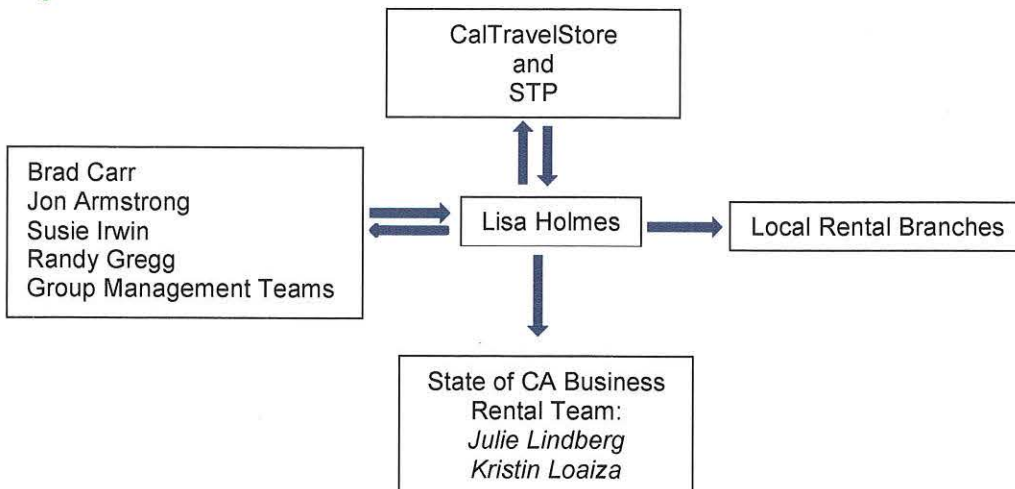 CalTravelStore
and
STP
Brad Carr
Jon Armstrong
Susie Irwin
Randy Gregg
Group Management Teams
Lisa Holmes
Local Rental Branches
State of CA Business
Rental Team:
Julie Lindberg
Kristin Loaiza